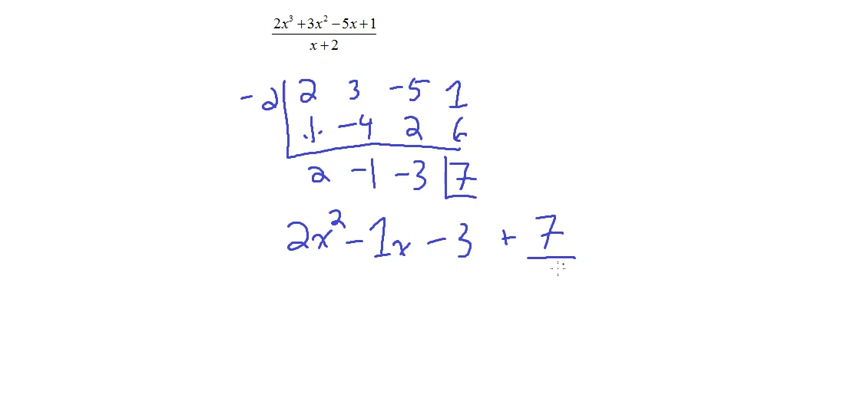 2x³ + 3x² − 5x + 1
x + 2
-2 2 3 -5 1
↓ -4 2 6
2 -1 -3 7
2x² - 1x - 3 + 7